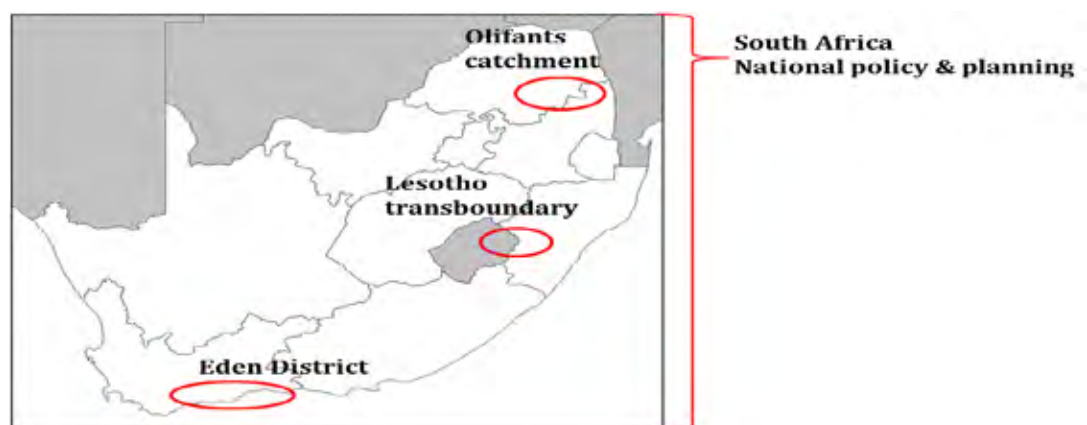 Olifants
catchment
South Africa
National policy & planning
Lesotho
transboundary
Eden District